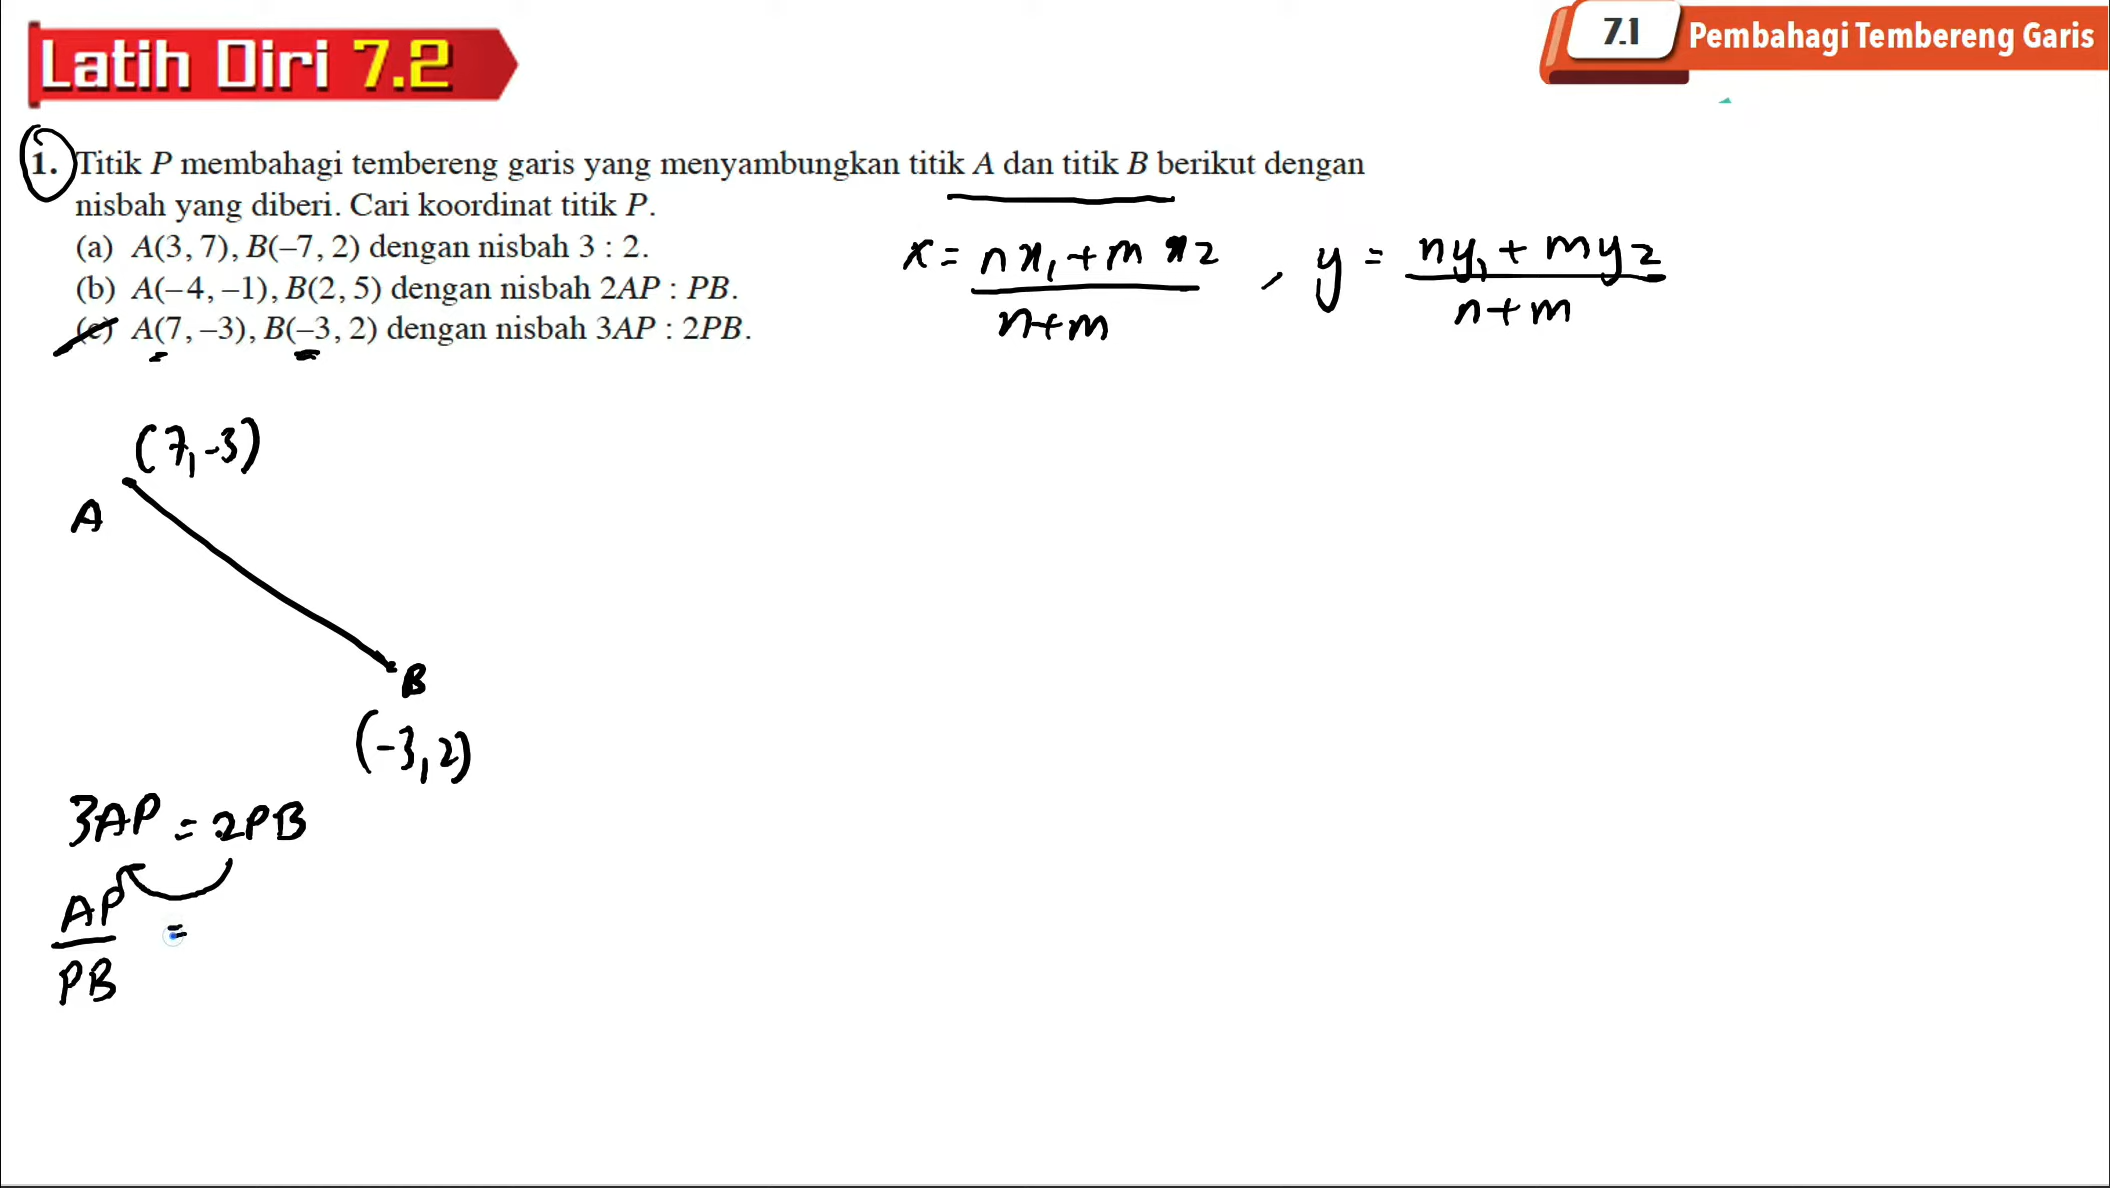 Latih Diri 7.2
7.1 Pembahagi Tembereng Garis
1. Titik P membahagi tembereng garis yang menyambungkan titik A dan titik B berikut dengan
nisbah yang diberi. Cari koordinat titik P.
(a) A(3, 7), B(–7, 2) dengan nisbah 3 : 2.
(b) A(–4, –1), B(2, 5) dengan nisbah 2AP : PB.
(c) A(7, –3), B(–3, 2) dengan nisbah 3AP : 2PB.
x = nx₁ + mx₂ / n+m , y = ny₁ + my₂ / n+m
(7, -3)
A
B
(-3, 2)
3AP = 2PB
AP =
PB